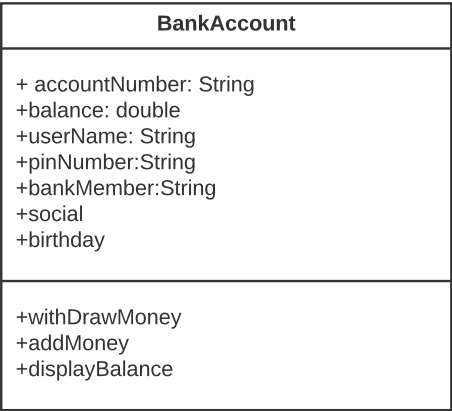 BankAccount
+ accountNumber: String
+balance: double
+userName: String
+pinNumber:String
+bankMember:String
+social
+birthday
+withDrawMoney
+addMoney
+displayBalance